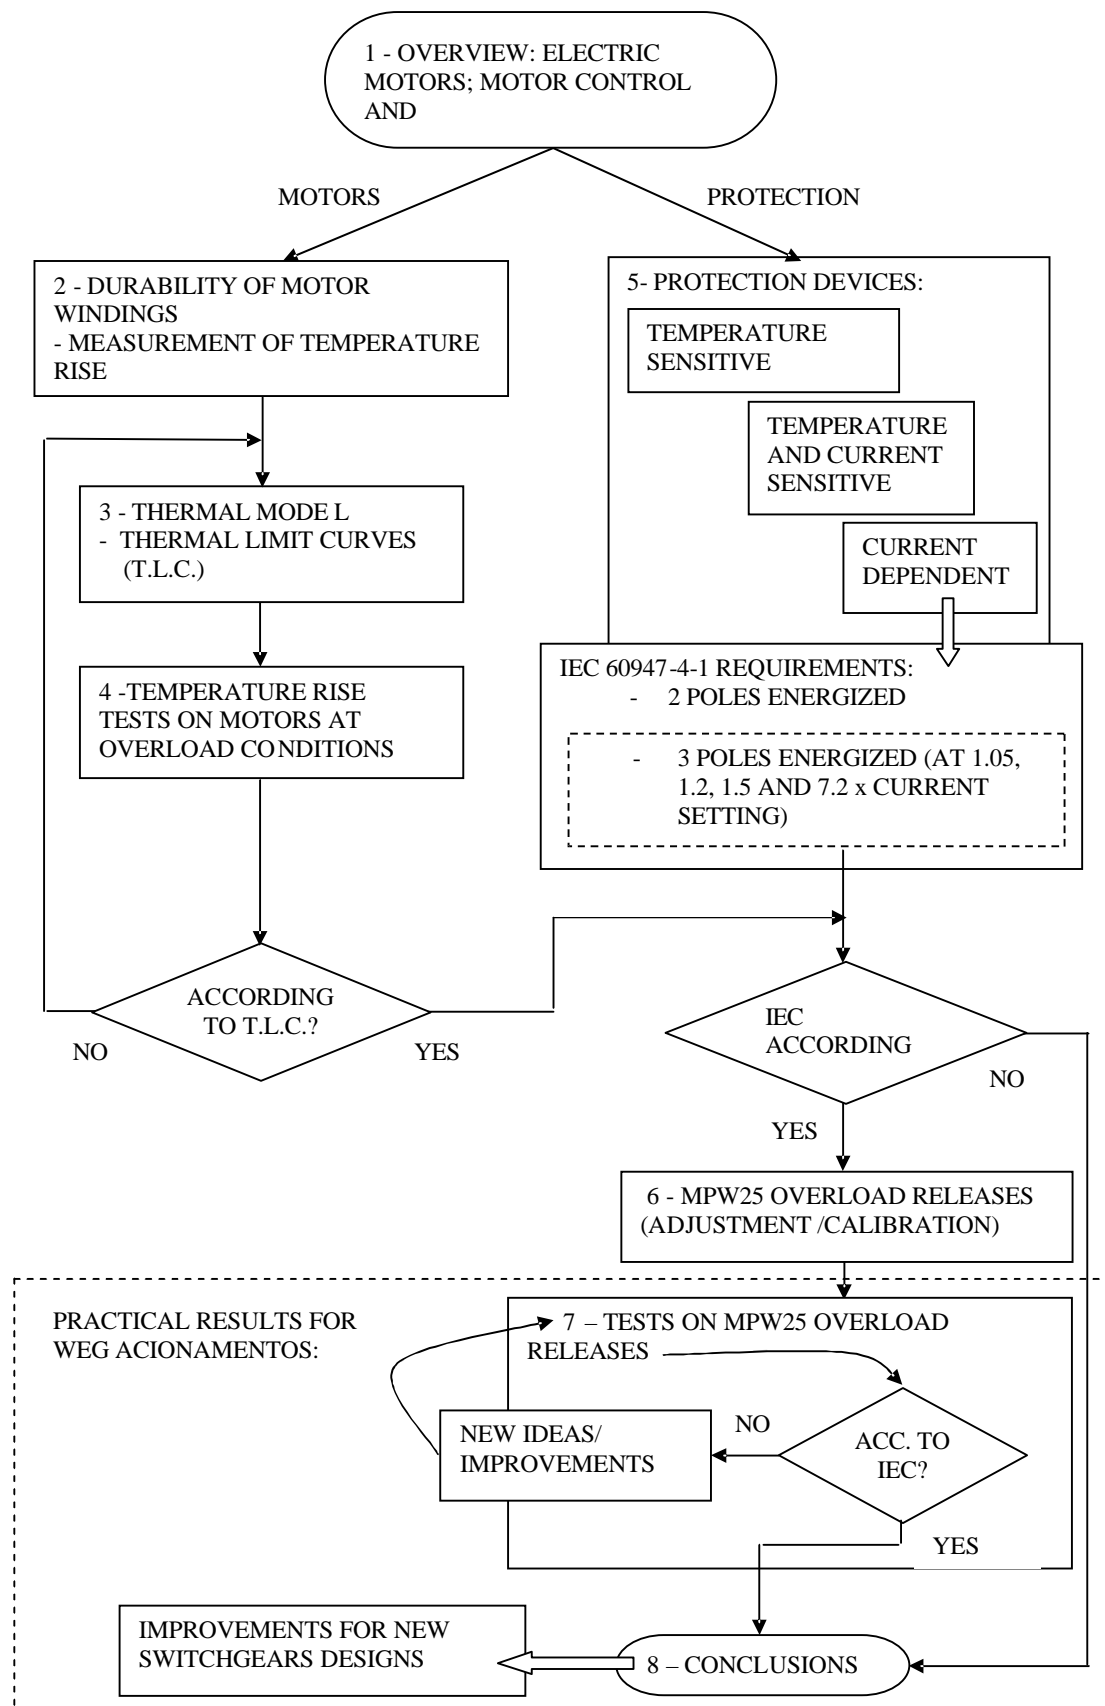 1 - OVERVIEW: ELECTRIC
MOTORS; MOTOR CONTROL
AND
MOTORS
PROTECTION
2 - DURABILITY OF MOTOR
WINDINGS
- MEASUREMENT OF TEMPERATURE
RISE
5- PROTECTION DEVICES:
TEMPERATURE
SENSITIVE
TEMPERATURE
AND CURRENT
SENSITIVE
CURRENT
DEPENDENT
3 - THERMAL MODE L
- THERMAL LIMIT CURVES
(T.L.C.)
4 -TEMPERATURE RISE
TESTS ON MOTORS AT
OVERLOAD CONDITIONS
IEC 60947-4-1 REQUIREMENTS:
- 2 POLES ENERGIZED
- 3 POLES ENERGIZED (AT 1.05,
1.2, 1.5 AND 7.2 x CURRENT
SETTING)
ACCORDING
TO T.L.C.?
NO
YES
IEC
ACCORDING
NO
YES
6 - MPW25 OVERLOAD RELEASES
(ADJUSTMENT /CALIBRATION)
PRACTICAL RESULTS FOR
WEG ACIONAMENTOS:
7 – TESTS ON MPW25 OVERLOAD
RELEASES
NEW IDEAS/
IMPROVEMENTS
NO
ACC. TO
IEC?
YES
IMPROVEMENTS FOR NEW
SWITCHGEARS DESIGNS
8 – CONCLUSIONS